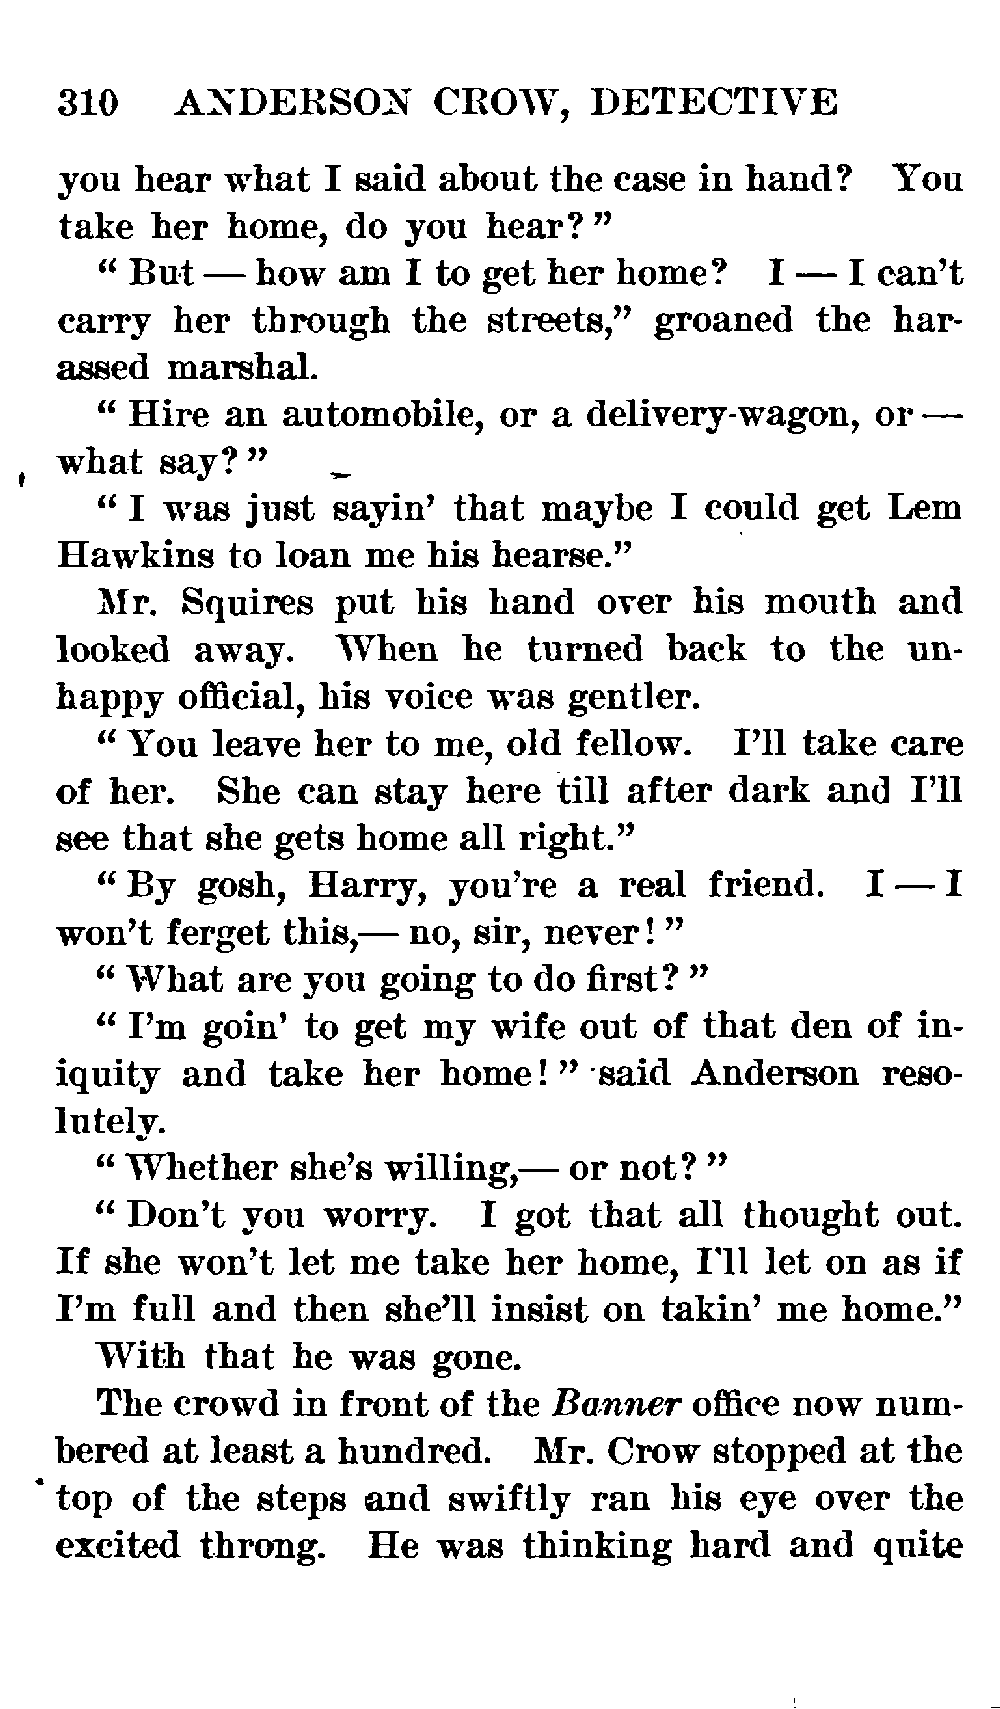 310 ANDERSON CROW, DETECTIVE
you hear what I said about the case in hand? You
take her home, do you hear?”
“ But — how am I to get her home? I — I can’t
carry her through the streets,” groaned the har-
assed marshal.
“ Hire an automobile, or a delivery-wagon, or —
what say?”
“ I was just sayin’ that maybe I could get Lem
Hawkins to loan me his hearse.”
Mr. Squires put his hand over his mouth and
looked away. When he turned back to the un-
happy official, his voice was gentler.
“ You leave her to me, old fellow. I’ll take care
of her. She can stay here till after dark and I’ll
see that she gets home all right.”
“ By gosh, Harry, you’re a real friend. I — I
won’t ferget this,— no, sir, never! ”
“ What are you going to do first? ”
“ I’m goin’ to get my wife out of that den of in-
iquity and take her home! ” said Anderson reso-
lutely.
“ Whether she’s willing,— or not? ”
“ Don’t you worry. I got that all thought out.
If she won’t let me take her home, I’ll let on as if
I’m full and then she’ll insist on takin’ me home.”
With that he was gone.
The crowd in front of the Banner office now num-
bered at least a hundred. Mr. Crow stopped at the
top of the steps and swiftly ran his eye over the
excited throng. He was thinking hard and quite